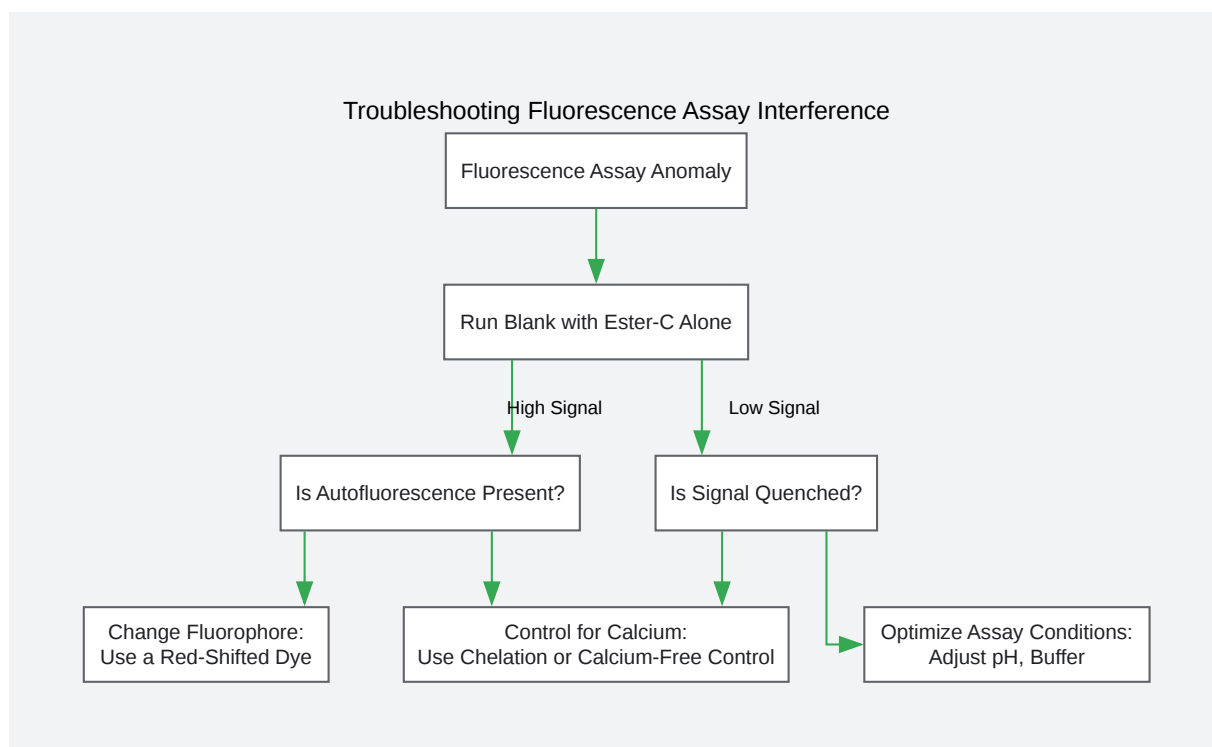 Troubleshooting Fluorescence Assay Interference
Fluorescence Assay Anomaly
Run Blank with Ester-C Alone
High Signal
Low Signal
Is Autofluorescence Present?
Is Signal Quenched?
Change Fluorophore:
Use a Red-Shifted Dye
Control for Calcium:
Use Chelation or Calcium-Free Control
Optimize Assay Conditions:
Adjust pH, Buffer